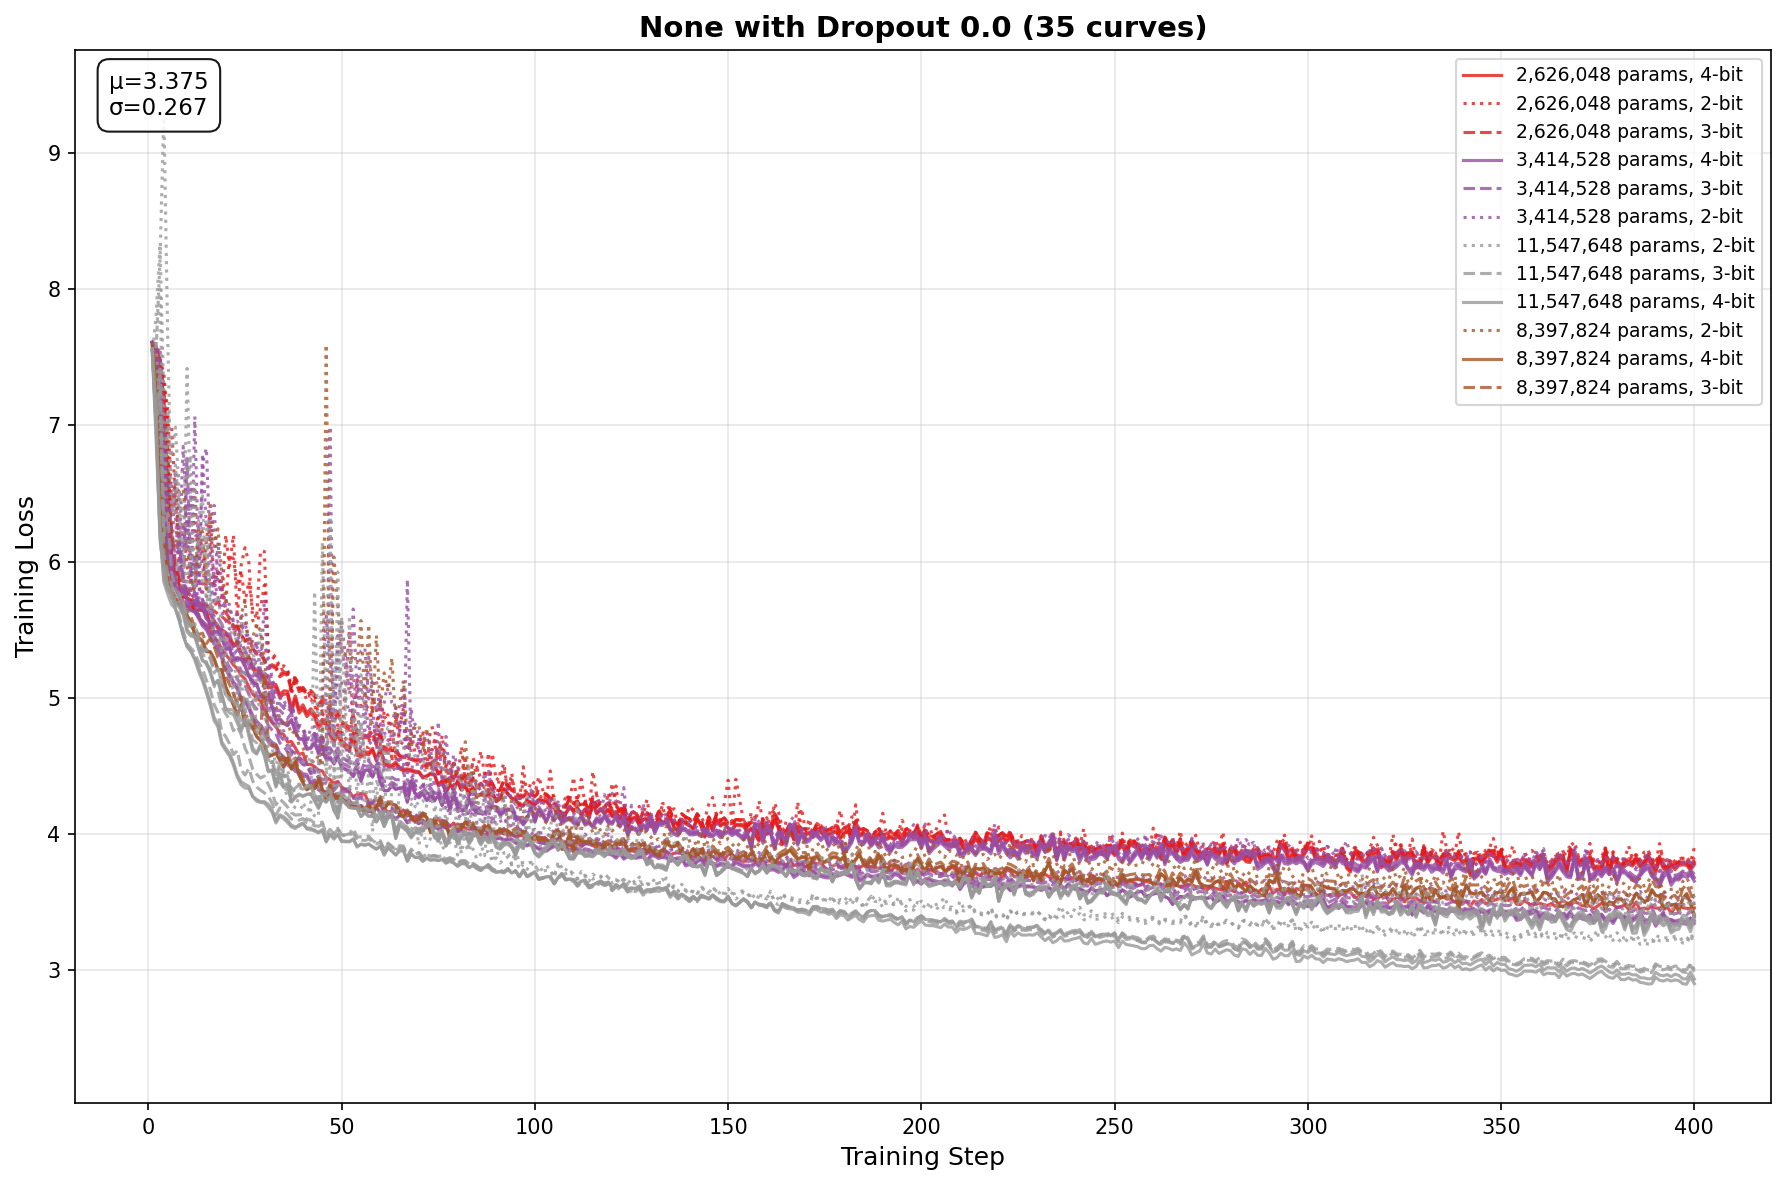 None with Dropout 0.0 (35 curves)
μ=3.375
σ=0.267
2,626,048 params, 4-bit
2,626,048 params, 2-bit
2,626,048 params, 3-bit
3,414,528 params, 4-bit
3,414,528 params, 3-bit
3,414,528 params, 2-bit
11,547,648 params, 2-bit
11,547,648 params, 3-bit
11,547,648 params, 4-bit
8,397,824 params, 2-bit
8,397,824 params, 4-bit
8,397,824 params, 3-bit
Training Loss
9
8
7
6
5
4
3
0 50 100 150 200 250 300 350 400
Training Step